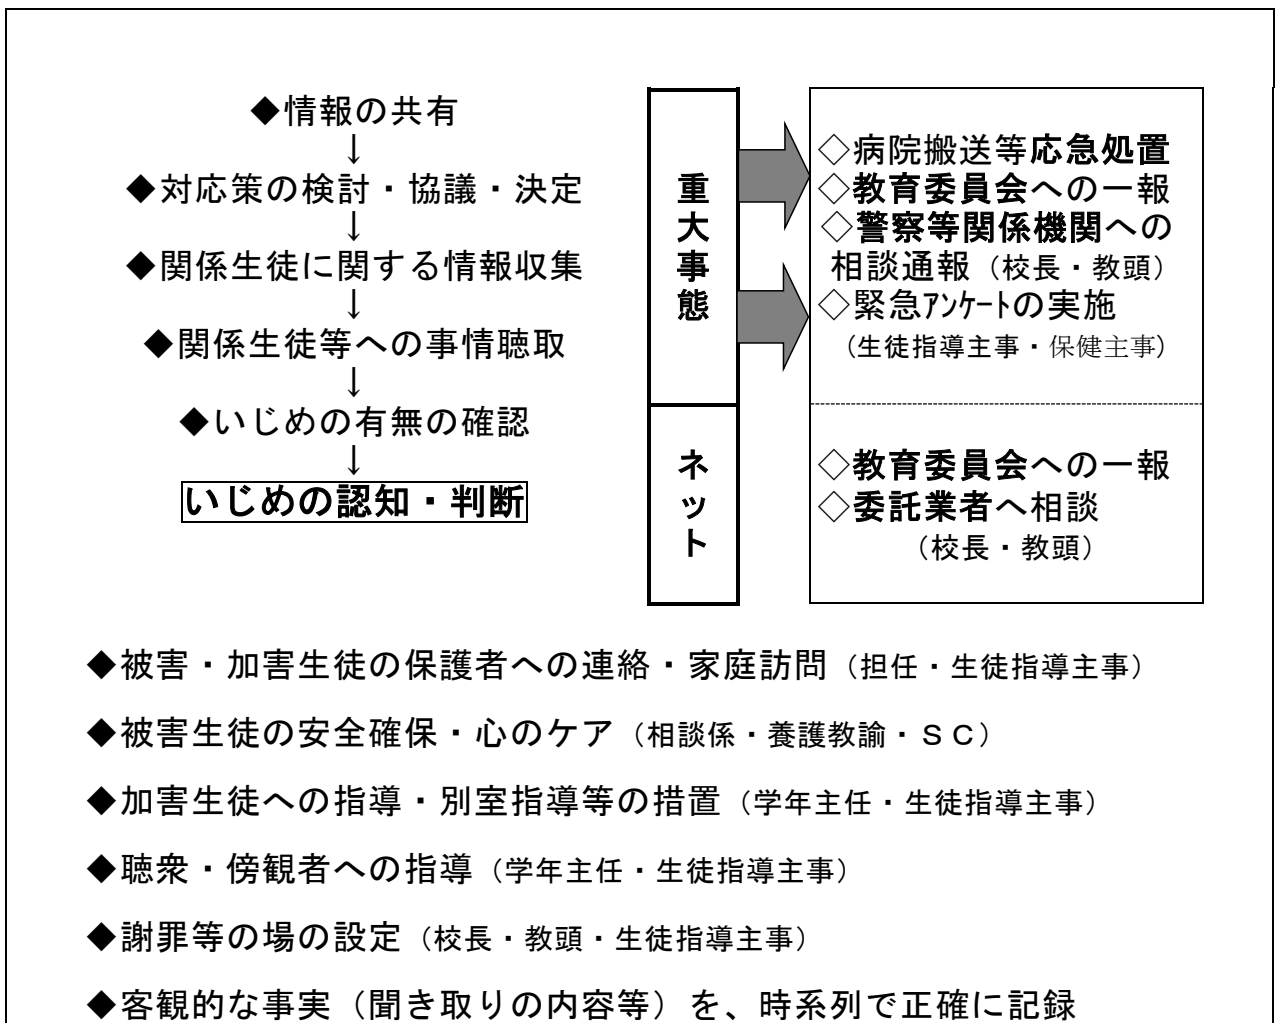 ◆情報の共有
↓
◆対応策の検討・協議・決定
↓
◆関係生徒に関する情報収集
↓
◆関係生徒等への事情聴取
↓
◆いじめの有無の確認
↓
いじめの認知・判断
重大事態
◇病院搬送等応急処置
◇教育委員会への一報
◇警察等関係機関への
相談通報（校長・教頭）
◇緊急ｱﾝｹｰﾄの実施
（生徒指導主事・保健主事）
ネット
◇教育委員会への一報
◇委託業者へ相談
（校長・教頭）
◆被害・加害生徒の保護者への連絡・家庭訪問（担任・生徒指導主事）
◆被害生徒の安全確保・心のケア（相談係・養護教諭・ＳＣ）
◆加害生徒への指導・別室指導等の措置（学年主任・生徒指導主事）
◆聴衆・傍観者への指導（学年主任・生徒指導主事）
◆謝罪等の場の設定（校長・教頭・生徒指導主事）
◆客観的な事実（聞き取りの内容等）を、時系列で正確に記録